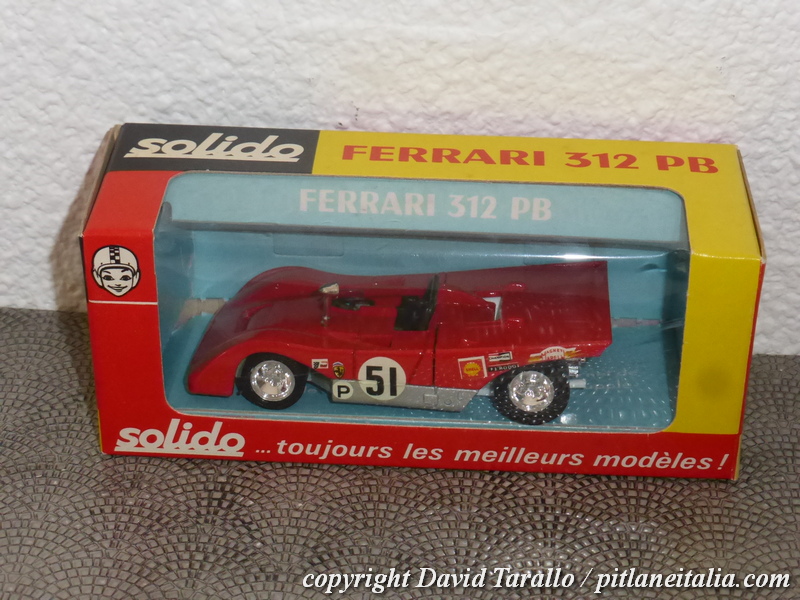 solido
FERRARI 312 PB
FERRARI 312 PB
P
51
solido
...toujours les meilleurs modèles!
copyright David Tarallo / pitlaneitalia.com